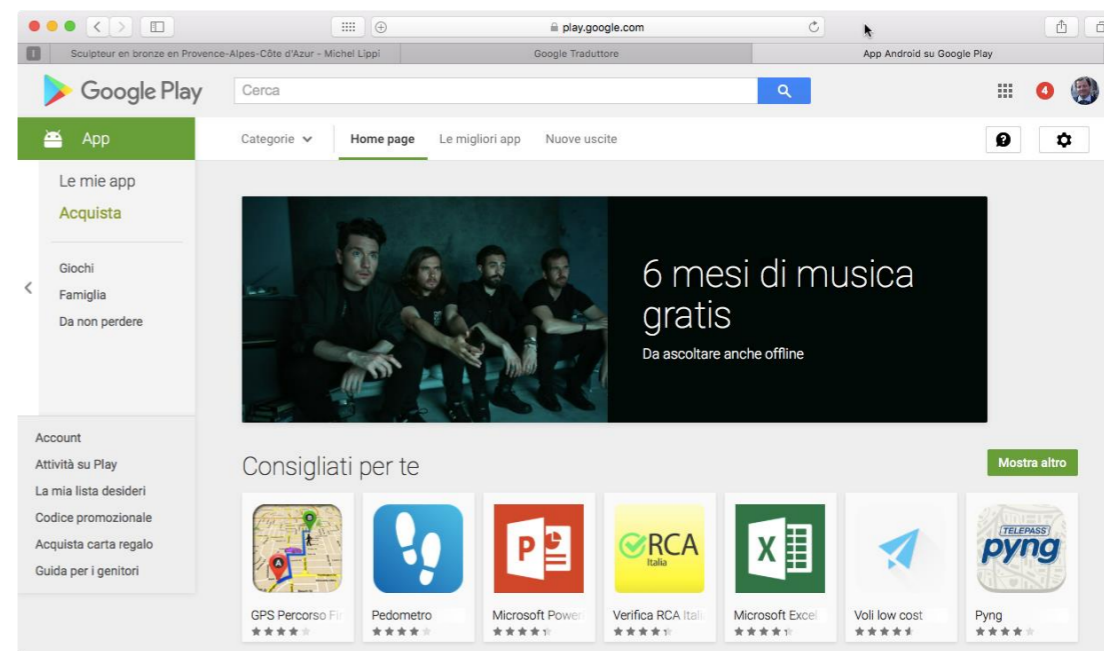 play.google.com
Sculpteur en bronze en Provence-Alpes-Côte d'Azur - Michel Lippi
Google Traduttore
App Android su Google Play
Google Play
Cerca
4
App
Categorie
Home page
Le migliori app
Nuove uscite
Le mie app
Acquista
Giochi
Famiglia
Da non perdere
6 mesi di musica
gratis
Da ascoltare anche offline
Account
Attività su Play
La mia lista desideri
Codice promozionale
Acquista carta regalo
Guida per i genitori
Consigliati per te
Mostra altro
A
B
P
RCA
Italia
X
TELEPASS
pyng
GPS Percorso Fi
Pedometro
Microsoft Power
Verifica RCA Itali
Microsoft Excel
Voli low cost
Pyng